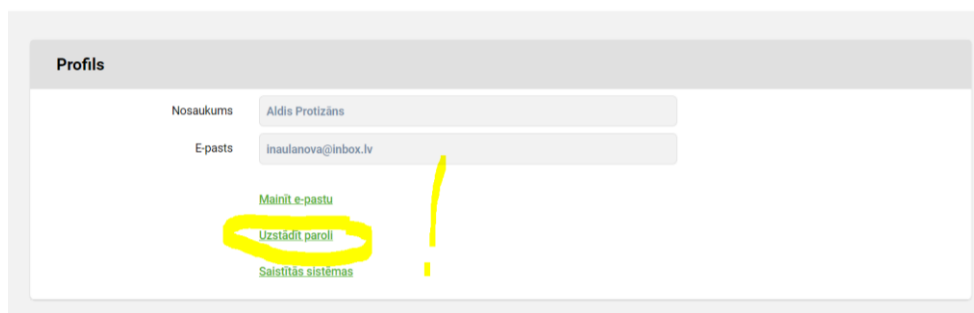 Profils
Nosaukums Aldis Protizāns
E-pasts inaulanova@inbox.lv
Mainīt e-pastu
Uzstādīt paroli
Saistītās sistēmas